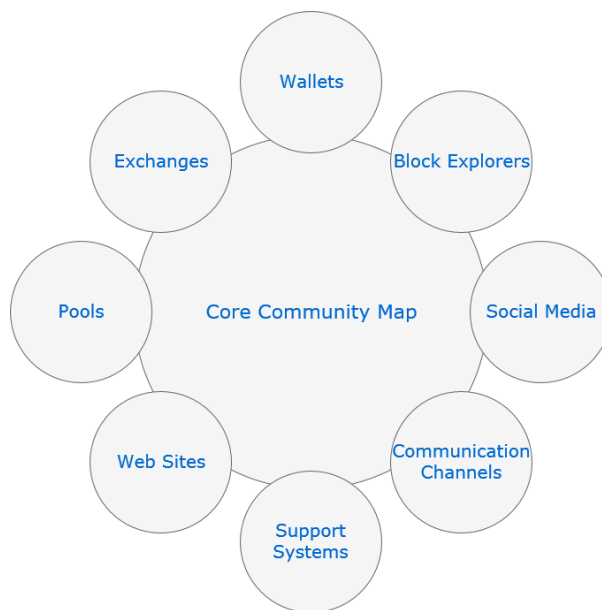 Wallets
Exchanges
Block Explorers
Pools
Core Community Map
Social Media
Web Sites
Communication
Channels
Support
Systems